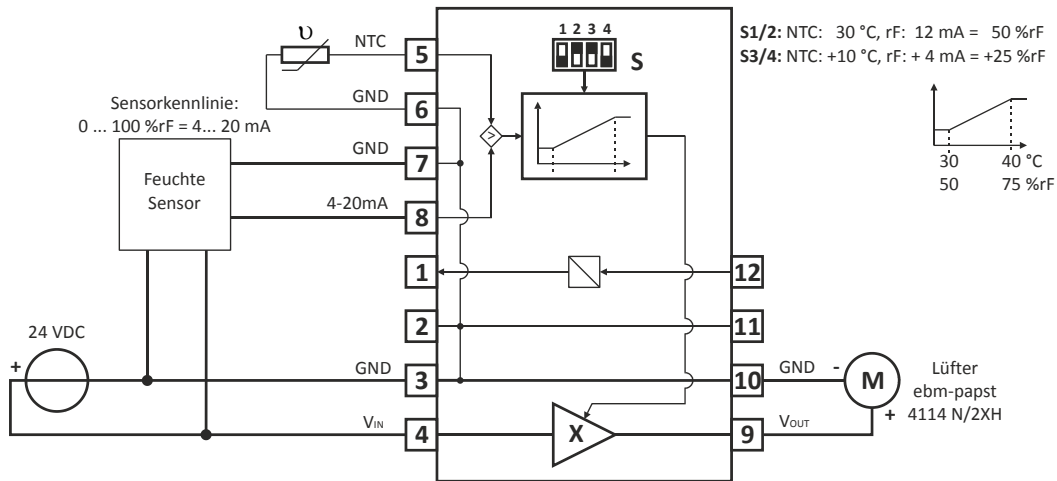 1 2 3 4
S
S1/2: NTC: 30 °C, rF: 12 mA = 50 %rF
S3/4: NTC: +10 °C, rF: + 4 mA = +25 %rF
30 40 °C
50 75 %rF
υ
NTC
5
GND
6
Sensorkennlinie:
0 ... 100 %rF = 4... 20 mA
GND
7
>
Feuchte
Sensor
4-20mA
8
1
12
2
11
24 VDC
+
GND
3
10
GND
-
M
+
Lüfter
ebm-papst
4114 N/2XH
VIN
4
X
9
VOUT